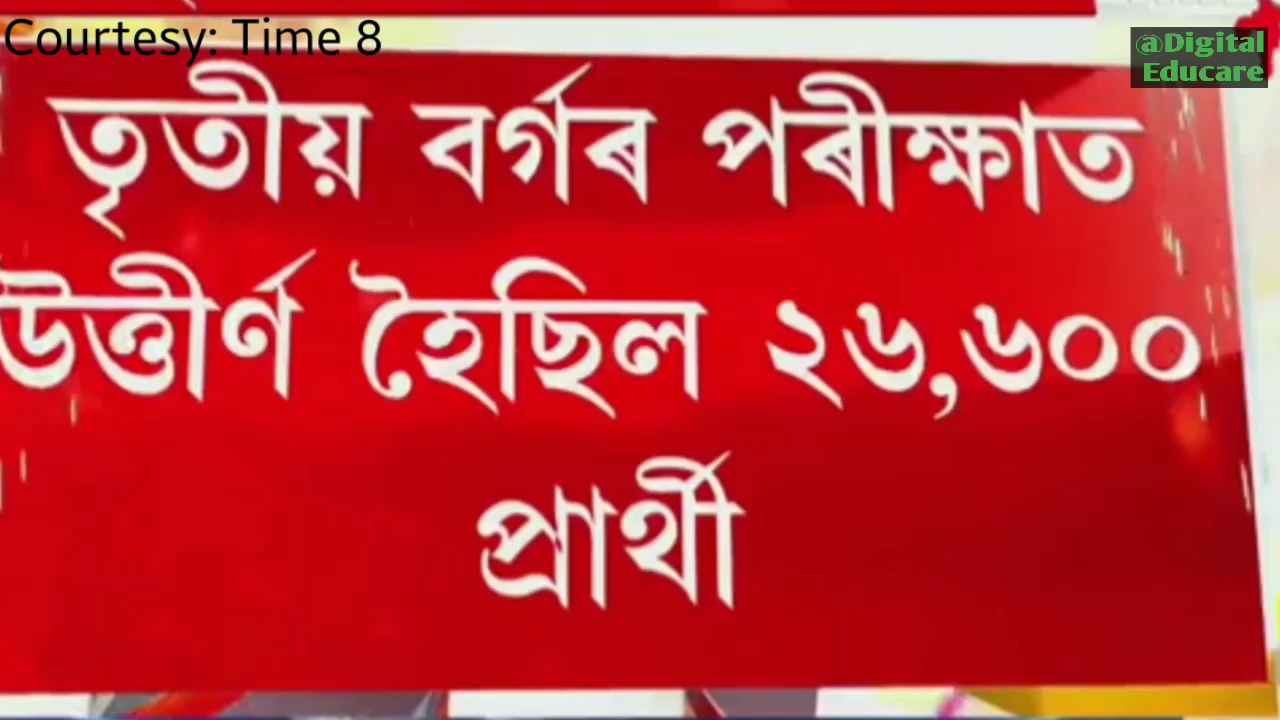 Courtesy: Time 8
@Digital
Educare
তৃতীয় বৰ্গৰ পৰীক্ষাত
উত্তীৰ্ণ হৈছিল ২৬,৬০০
প্ৰাৰ্থী